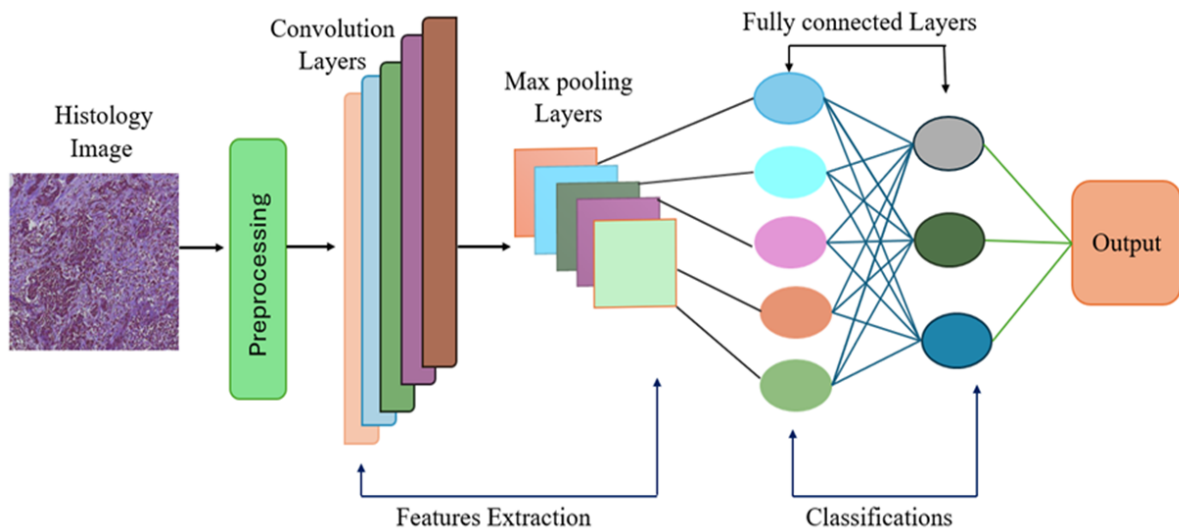 Histology
Image
Preprocessing
Convolution
Layers
Max pooling
Layers
Fully connected Layers
Output
Features Extraction
Classifications